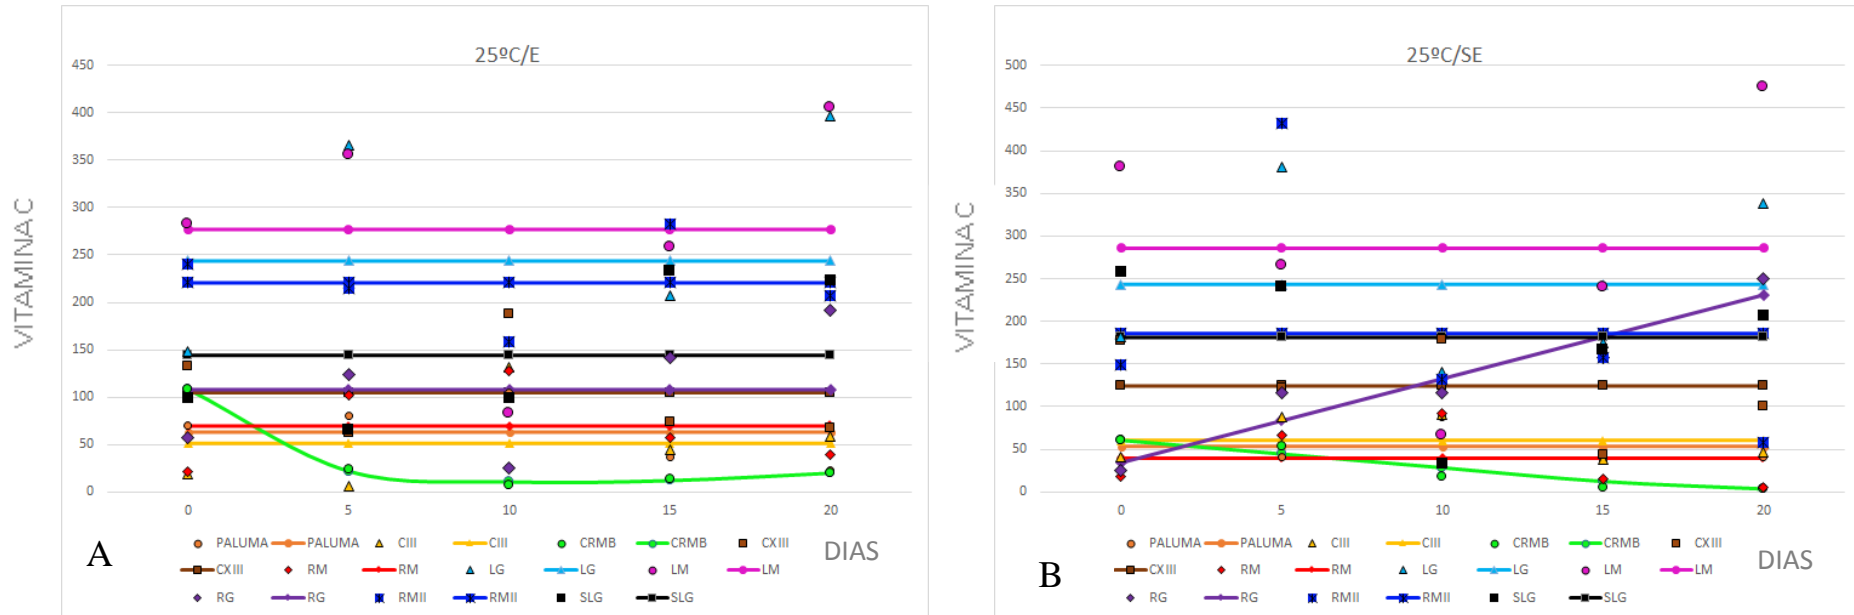 25ºC/E
450
400
350
300
250
200
150
100
50
0
0 5 10 15 20
VITAMINA C
PALUMA PALUMA CIII CIII CRMB CRMB CXIII
CXIII RM RM LG LG LM LM
RG RG RMII RMII SLG SLG
DIAS
A
25ºC/SE
500
450
400
350
300
250
200
150
100
50
0
0 5 10 15 20
VITAMINA C
PALUMA PALUMA CIII CIII CRMB CRMB CXIII
CXIII RM RM LG LG LM LM
RG RG RMII RMII SLG SLG
DIAS
B